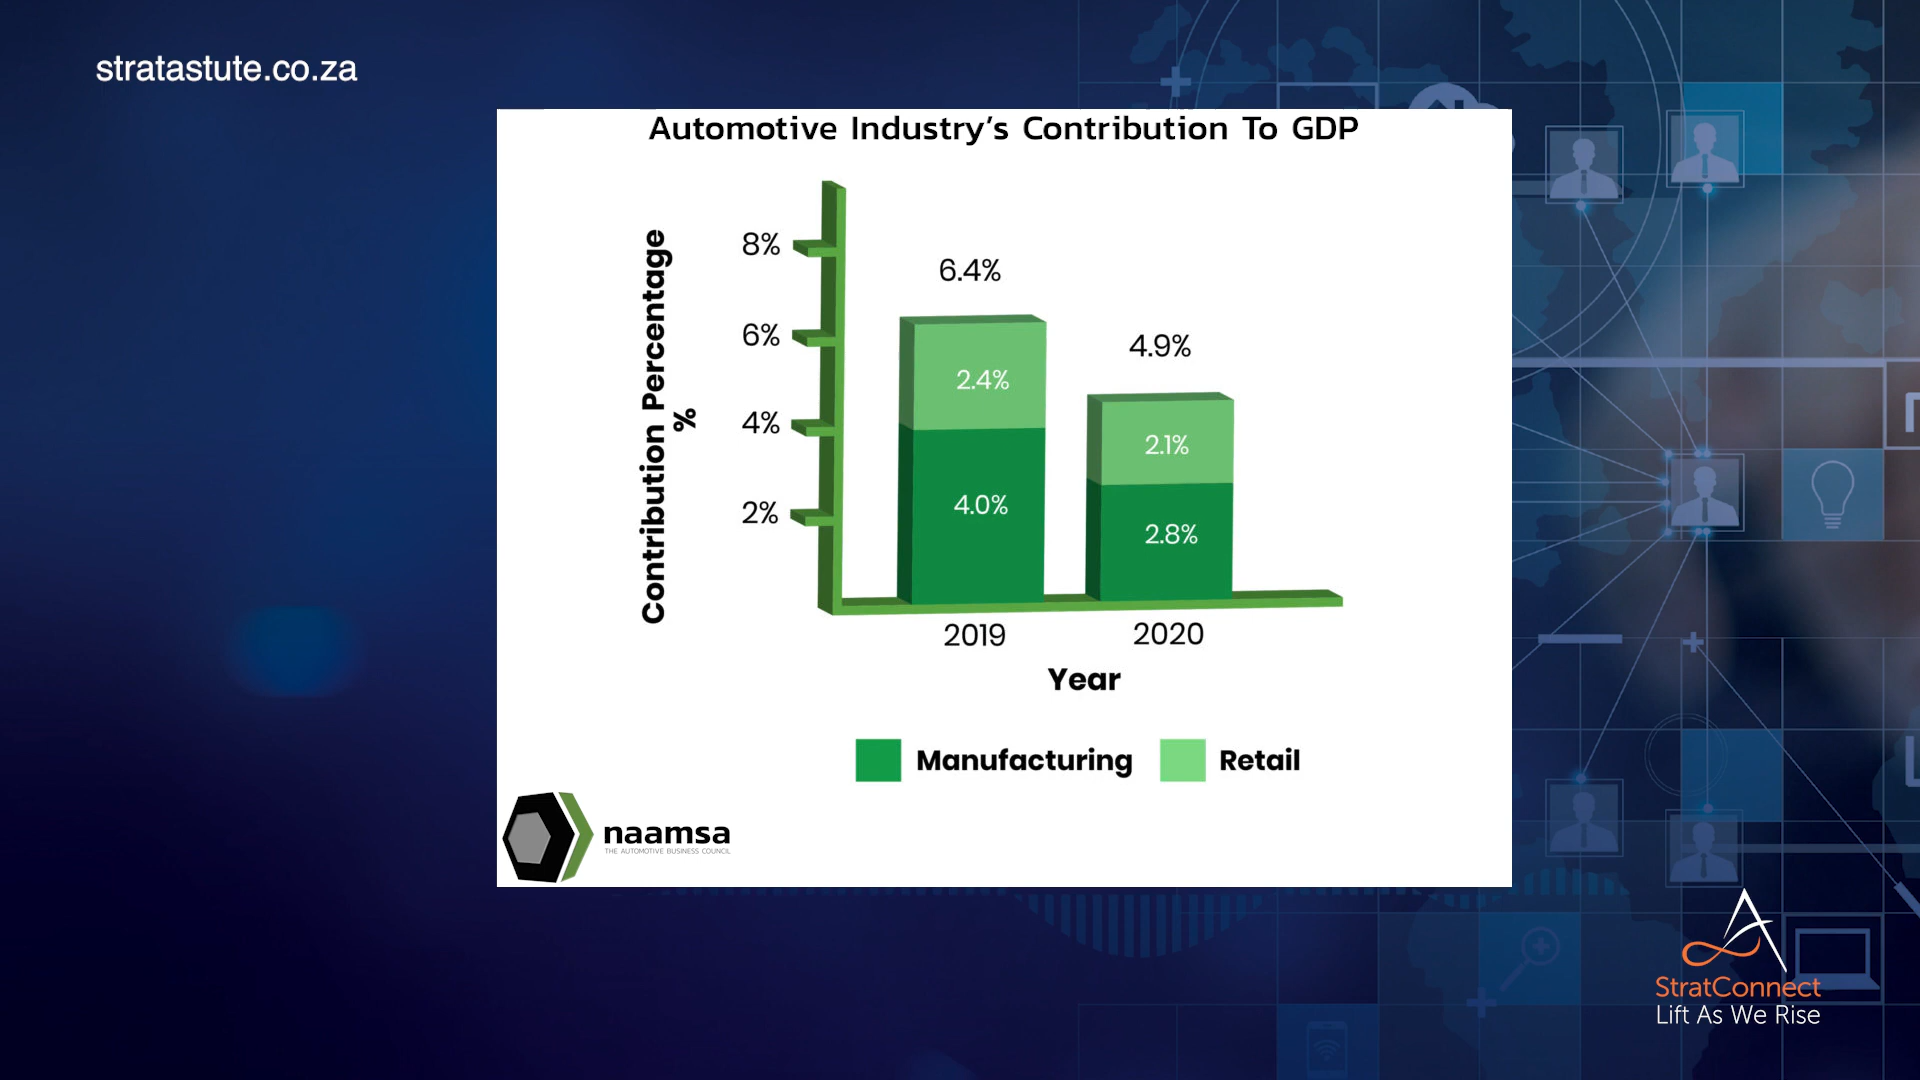 stratastute.co.za
Automotive Industry's Contribution To GDP
Contribution Percentage
%
8%
6%
4%
2%
6.4%
2.4%
4.0%
4.9%
2.1%
2.8%
2019
2020
Year
Manufacturing
Retail
naamsa
THE AUTOMOTIVE BUSINESS COUNCIL
StratConnect
Lift As We Rise